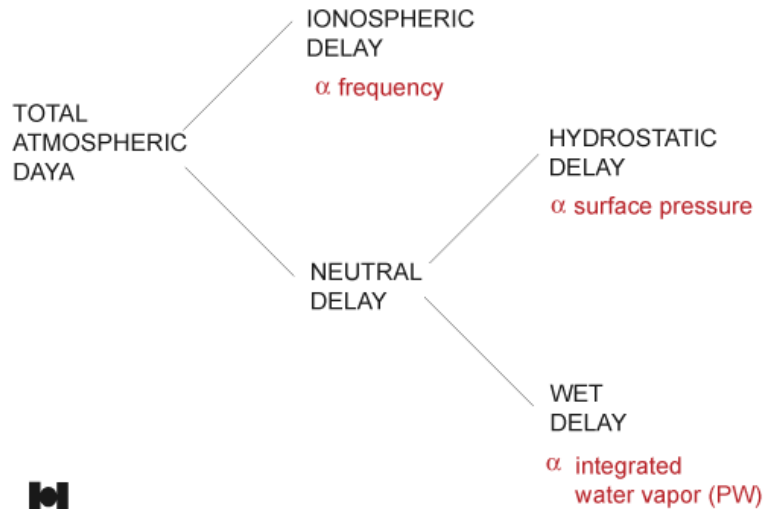 IONOSPHERIC
DELAY
α frequency
TOTAL
ATMOSPHERIC
DAYA
HYDROSTATIC
DELAY
α surface pressure
NEUTRAL
DELAY
WET
DELAY
α integrated
water vapor (PW)